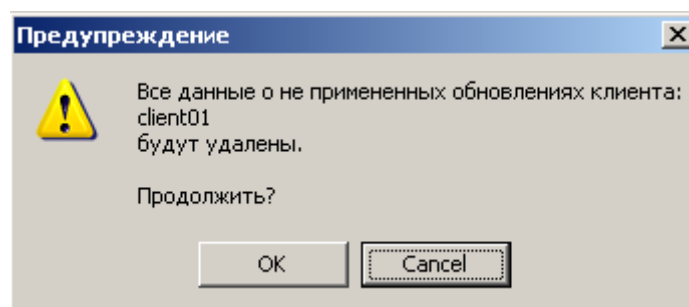 Предупреждение
Все данные о не примененных обновлениях клиента:
client01
будут удалены.
Продолжить?
OK
Cancel